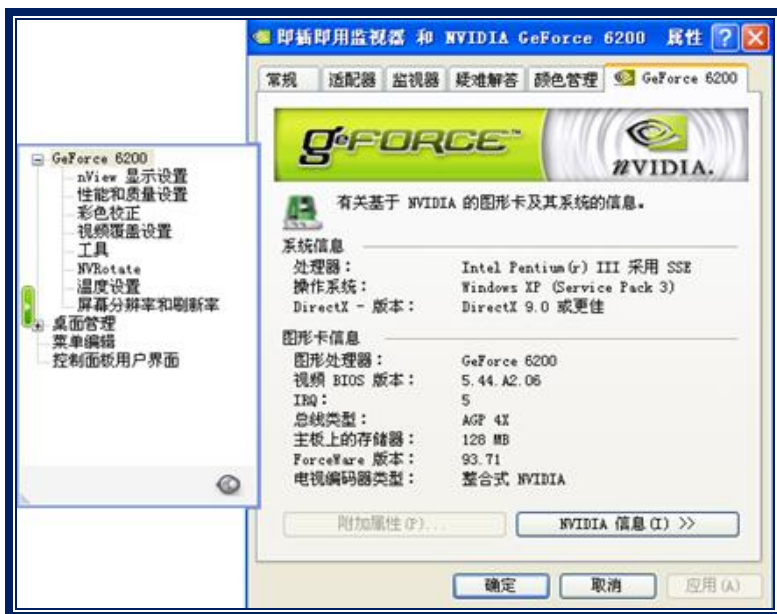 即插即用监视器 和 NVIDIA GeForce 6200 属性
常规 适配器 监视器 疑难解答 颜色管理 GeForce 6200
GeFORCE™
nVIDIA.
有关基于 NVIDIA 的图形卡及其系统的信息。
系统信息
处理器： Intel Pentium(r) III 采用 SSE
操作系统： Windows XP (Service Pack 3)
DirectX - 版本： DirectX 9.0 或更佳
图形卡信息
图形处理器： GeForce 6200
视频 BIOS 版本： 5.44.A2.06
IRQ： 5
总线类型： AGP 4X
主板上的存储器： 128 MB
ForceWare 版本： 93.71
电视编码器类型： 整合式 NVIDIA
附加属性(P)... NVIDIA 信息(I) >>
确定 取消 应用(A)
GeForce 6200
nView 显示设置
性能和质量设置
彩色校正
视频覆盖设置
工具
NVRotate
温度设置
屏幕分辨率和刷新率
桌面管理
菜单编辑
控制面板用户界面